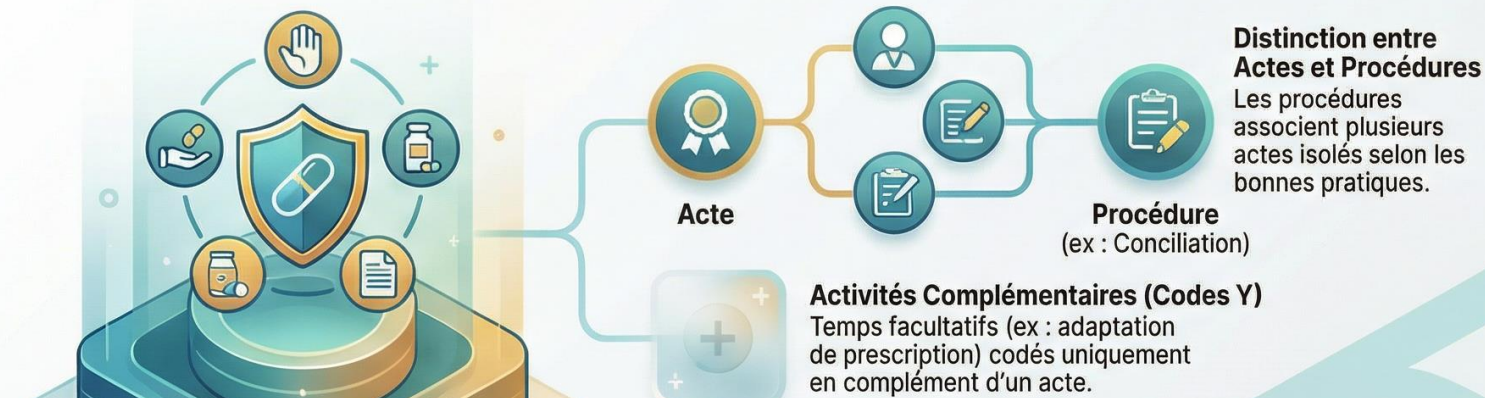 Distinction entre
Actes et Procédures
Les procédures
associent plusieurs
actes isolés selon les
bonnes pratiques.
Acte
Procédure
(ex : Conciliation)
Activités Complémentaires (Codes Y)
Temps facultatifs (ex : adaptation
de prescription) codés uniquement
en complément d'un acte.